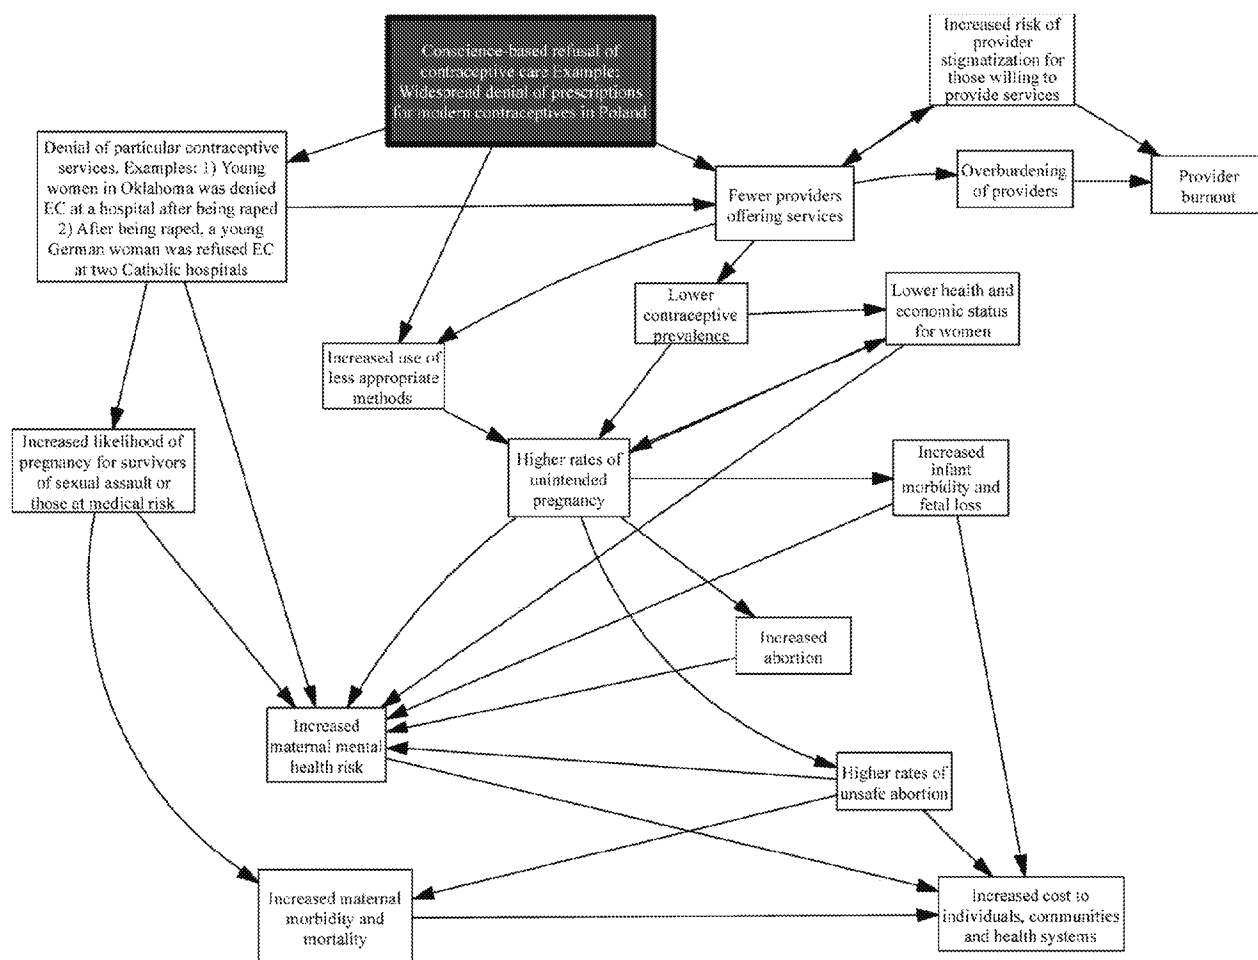 Conscience-based refusal of
contraceptive care Example:
Widespread denial of prescriptions
for modern contraceptives in Poland
Increased risk of
provider
stigmatization for
those willing to
provide services
Denial of particular contraceptive
services. Examples: 1) Young
women in Oklahoma was denied
EC at a hospital after being raped
2) After being raped, a young
German woman was refused EC
at two Catholic hospitals
Fewer providers
offering services
Overburdening
of providers
Provider
burnout
Lower
contraceptive
prevalence
Lower health and
economic status
for women
Increased use of
less appropriate
methods
Increased likelihood of
pregnancy for survivors
of sexual assault or
those at medical risk
Higher rates of
unintended
pregnancy
Increased
infant
morbidity and
fetal loss
Increased
abortion
Increased
maternal mental
health risk
Higher rates of
unsafe abortion
Increased maternal
morbidity and
mortality
Increased cost to
individuals, communities
and health systems